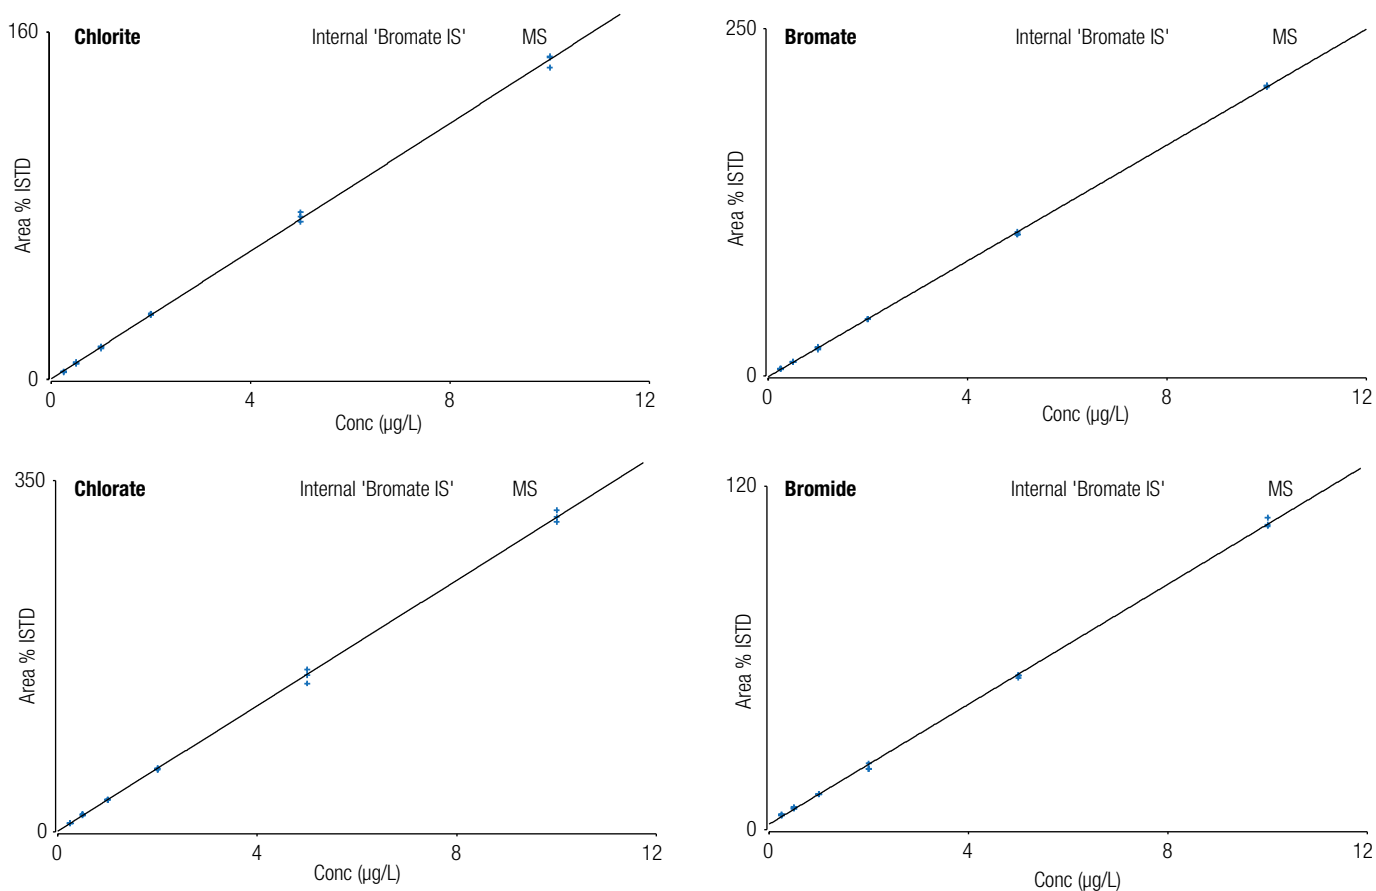 160
Chlorite Internal 'Bromate IS' MS
Area % ISTD
0
0 4 8 12
Conc (µg/L)
250
Bromate Internal 'Bromate IS' MS
Area % ISTD
0
0 4 8 12
Conc (µg/L)
350
Chlorate Internal 'Bromate IS' MS
Area % ISTD
0
0 4 8 12
Conc (µg/L)
120
Bromide Internal 'Bromate IS' MS
Area % ISTD
0
0 4 8 12
Conc (µg/L)